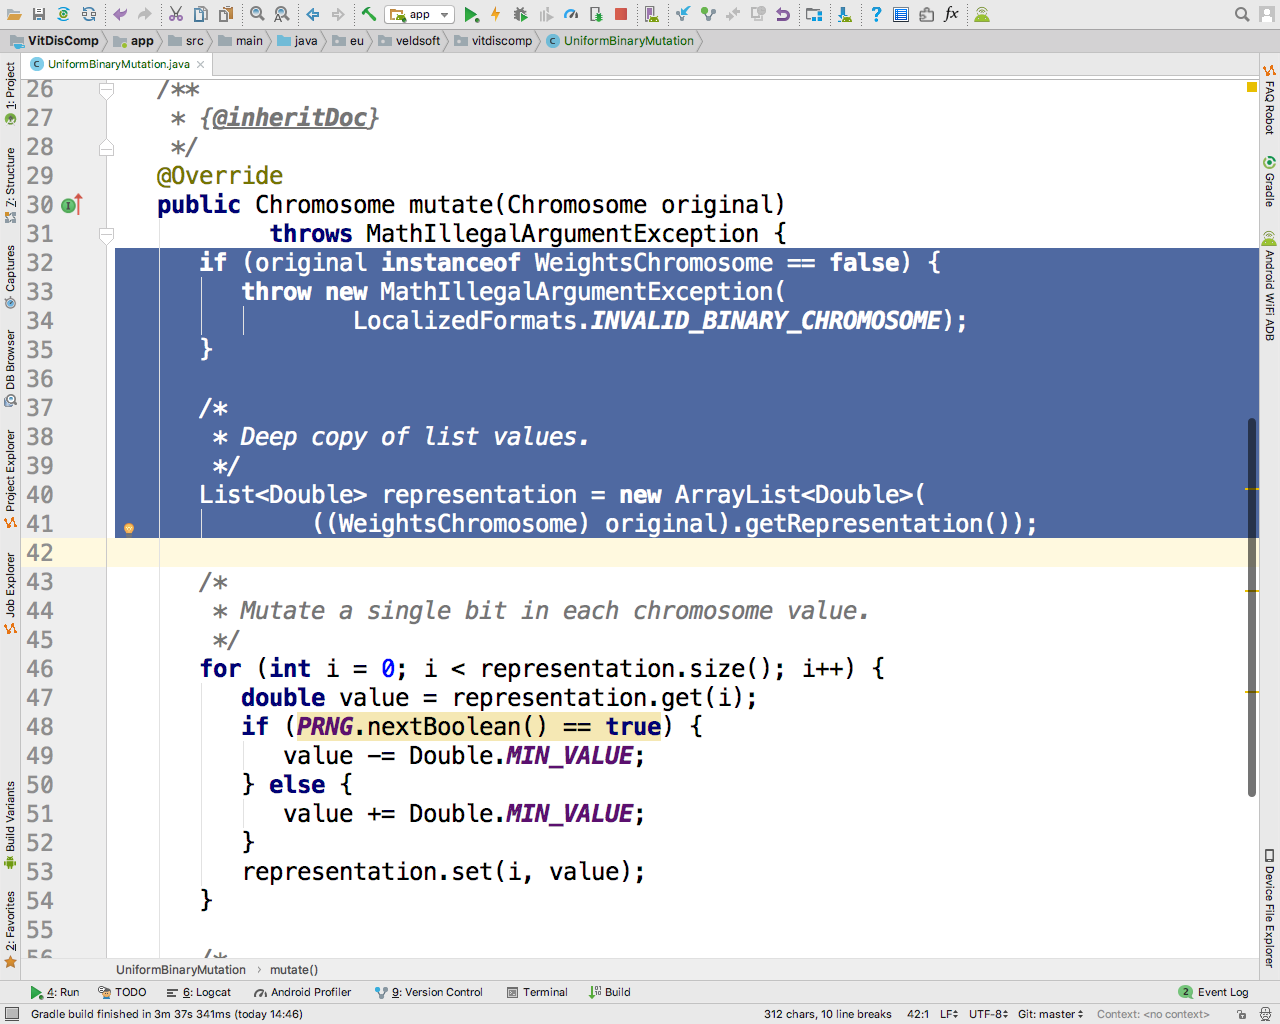 app
VitDisComp app src main java eu veldsoft vitdiscomp UniformBinaryMutation
UniformBinaryMutation.java
26 /**
27 * {@inheritDoc}
28 */
29 @Override
30 public Chromosome mutate(Chromosome original)
31 throws MathIllegalArgumentException {
32 if (original instanceof WeightsChromosome == false) {
33 throw new MathIllegalArgumentException(
34 LocalizedFormats.INVALID_BINARY_CHROMOSOME);
35 }
36
37 /*
38 * Deep copy of list values.
39 */
40 List<Double> representation = new ArrayList<Double>(
41 ((WeightsChromosome) original).getRepresentation());
42
43 /*
44 * Mutate a single bit in each chromosome value.
45 */
46 for (int i = 0; i < representation.size(); i++) {
47 double value = representation.get(i);
48 if (PRNG.nextBoolean() == true) {
49 value -= Double.MIN_VALUE;
50 } else {
51 value += Double.MIN_VALUE;
52 }
53 representation.set(i, value);
54 }
55
56 /*
1: Project
7: Structure
Captures
DB Browser
Project Explorer
Job Explorer
Build Variants
2: Favorites
FAQ Robot
Gradle
Android WiFi ADB
Device File Explorer
UniformBinaryMutation › mutate()
4: Run TODO 6: Logcat Android Profiler 9: Version Control Terminal Build 2 Event Log
Gradle build finished in 3m 37s 341ms (today 14:46) 312 chars, 10 line breaks 42:1 LF UTF-8 Git: master Context: <no context>